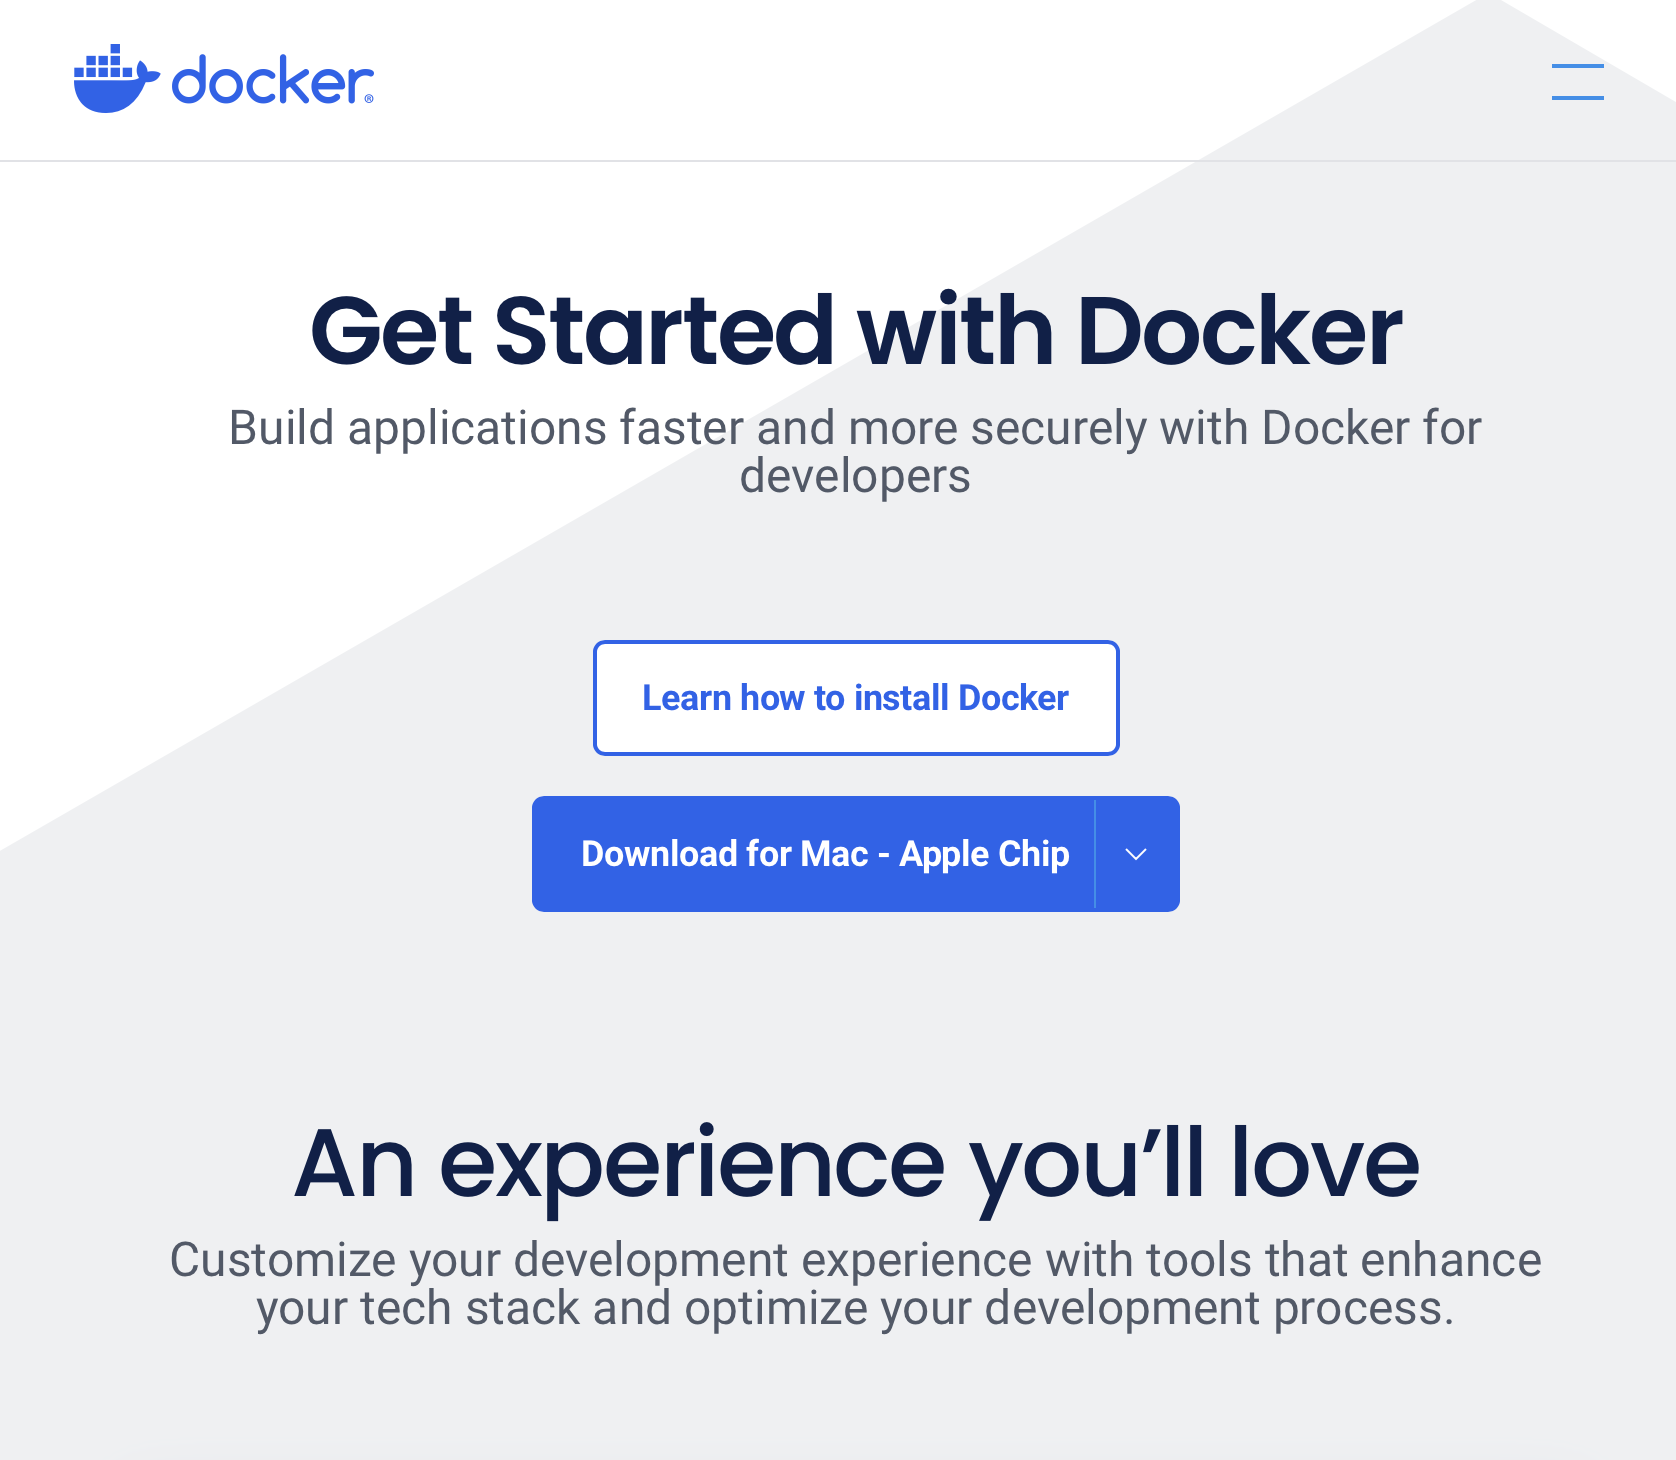 docker®
Get Started with Docker
Build applications faster and more securely with Docker for
developers
Learn how to install Docker
Download for Mac - Apple Chip
An experience you’ll love
Customize your development experience with tools that enhance
your tech stack and optimize your development process.